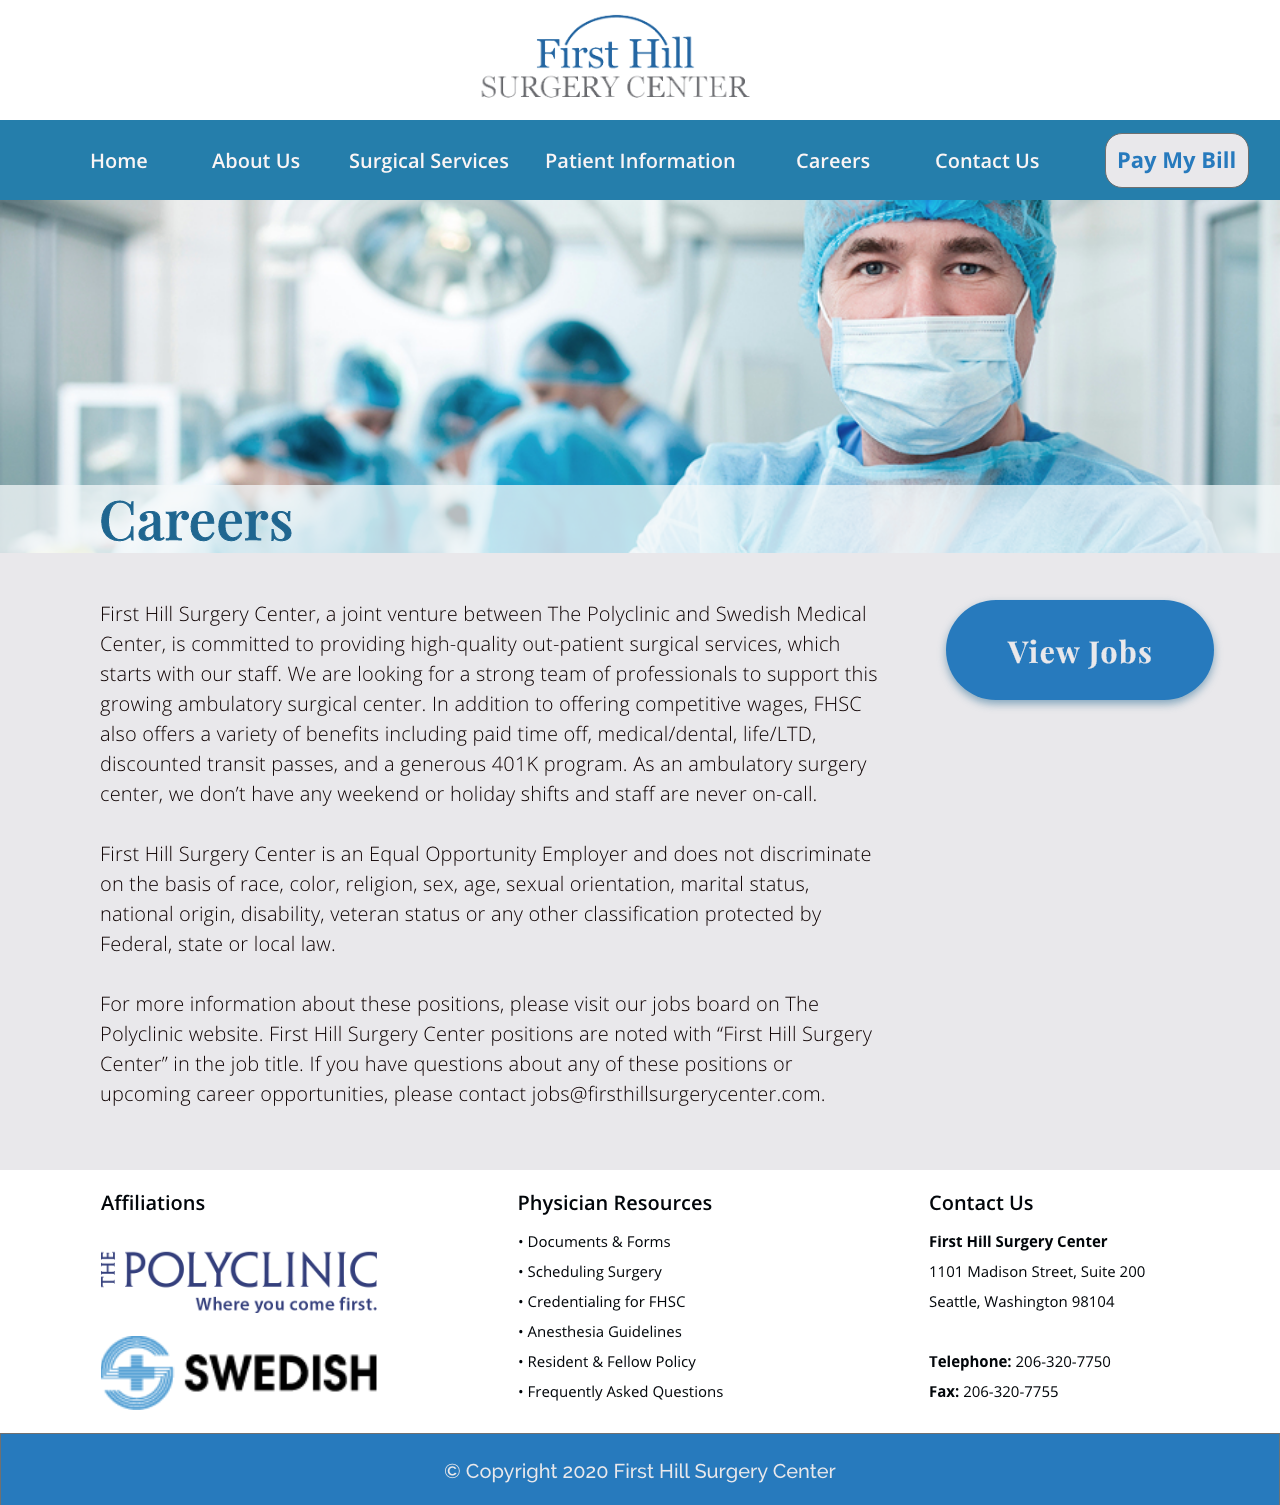 First Hill
SURGERY CENTER
Home About Us Surgical Services Patient Information Careers Contact Us Pay My Bill
Careers
First Hill Surgery Center, a joint venture between The Polyclinic and Swedish Medical
Center, is committed to providing high-quality out-patient surgical services, which
starts with our staff. We are looking for a strong team of professionals to support this
growing ambulatory surgical center. In addition to offering competitive wages, FHSC
also offers a variety of benefits including paid time off, medical/dental, life/LTD,
discounted transit passes, and a generous 401K program. As an ambulatory surgery
center, we don’t have any weekend or holiday shifts and staff are never on-call.
First Hill Surgery Center is an Equal Opportunity Employer and does not discriminate
on the basis of race, color, religion, sex, age, sexual orientation, marital status,
national origin, disability, veteran status or any other classification protected by
Federal, state or local law.
For more information about these positions, please visit our jobs board on The
Polyclinic website. First Hill Surgery Center positions are noted with “First Hill Surgery
Center” in the job title. If you have questions about any of these positions or
upcoming career opportunities, please contact jobs@firsthillsurgerycenter.com.
View Jobs
Affiliations
THE POLYCLINIC
Where you come first.
SWEDISH
Physician Resources
• Documents & Forms
• Scheduling Surgery
• Credentialing for FHSC
• Anesthesia Guidelines
• Resident & Fellow Policy
• Frequently Asked Questions
Contact Us
First Hill Surgery Center
1101 Madison Street, Suite 200
Seattle, Washington 98104
Telephone: 206-320-7750
Fax: 206-320-7755
© Copyright 2020 First Hill Surgery Center